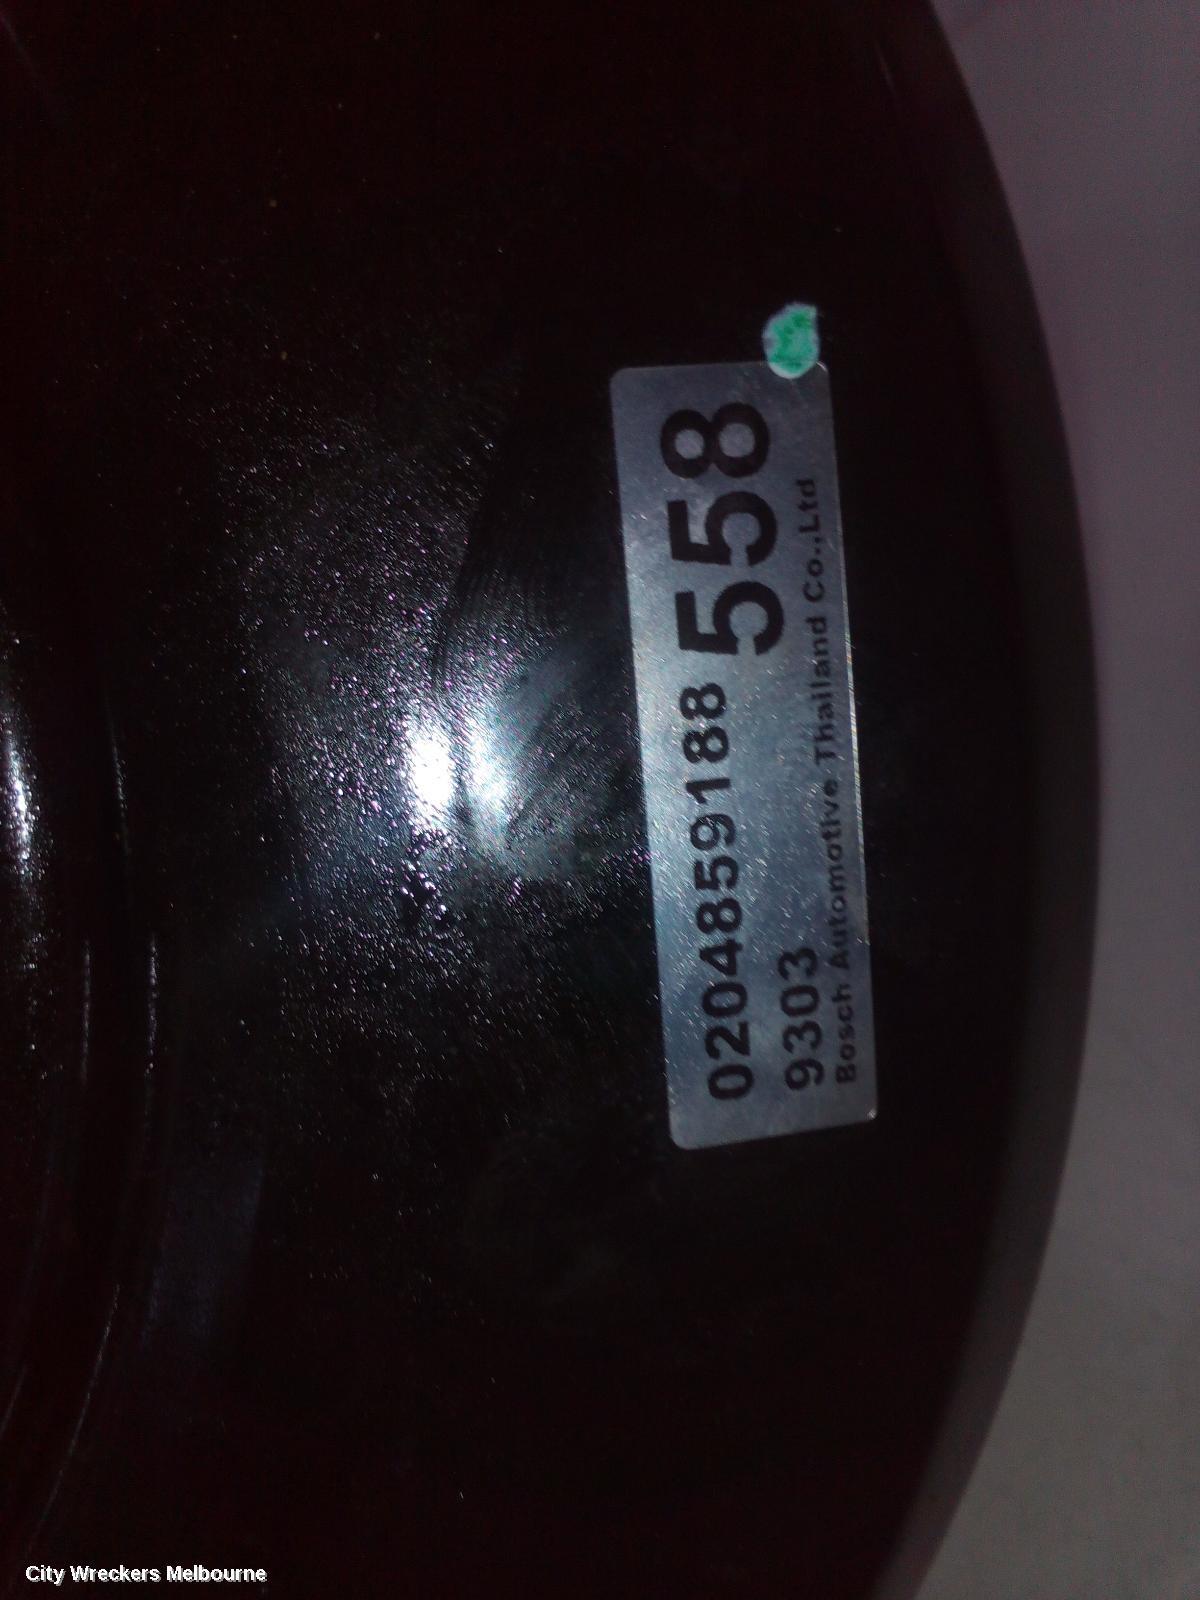 0204859188 558
9303
Bosch Automotive Thailand Co.,Ltd
City Wreckers Melbourne